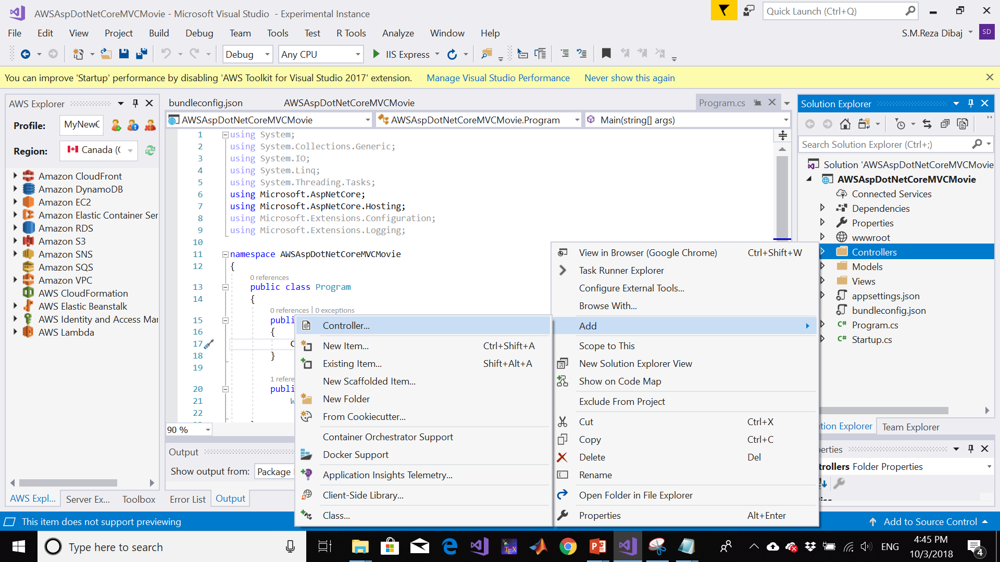 AWSAspDotNetCoreMVCMovie - Microsoft Visual Studio - Experimental Instance
Quick Launch (Ctrl+Q)
File Edit View Project Build Debug Team Tools Test R Tools Analyze Window Help
S.M.Reza Dibaj SD
Debug Any CPU IIS Express
You can improve 'Startup' performance by disabling 'AWS Toolkit for Visual Studio 2017' extension. Manage Visual Studio Performance Never show this again
AWS Explorer
Profile: MyNewC
Region: Canada (C
Amazon CloudFront
Amazon DynamoDB
Amazon EC2
Amazon Elastic Container Ser
Amazon RDS
Amazon S3
Amazon SNS
Amazon SQS
Amazon VPC
AWS CloudFormation
AWS Elastic Beanstalk
AWS Identity and Access Mar
AWS Lambda
AWS Expl... Server Ex... Toolbox
bundleconfig.json AWSAspDotNetCoreMVCMovie Program.cs
AWSAspDotNetCoreMVCMovie AWSAspDotNetCoreMVCMovie.Program Main(string[] args)
1 using System;
2 using System.Collections.Generic;
3 using System.IO;
4 using System.Linq;
5 using System.Threading.Tasks;
6 using Microsoft.AspNetCore;
7 using Microsoft.AspNetCore.Hosting;
8 using Microsoft.Extensions.Configuration;
9 using Microsoft.Extensions.Logging;
10
11 namespace AWSAspDotNetCoreMVCMovie
12 {
0 references
13 public class Program
14 {
0 references | 0 exceptions
15 publi
16 {
17 C
18 }
19
1 refere
20 publi
21 W
22
90 %
Output
Show output from: Package
Error List Output
Controller...
New Item... Ctrl+Shift+A
Existing Item... Shift+Alt+A
New Scaffolded Item...
New Folder
From Cookiecutter...
Container Orchestrator Support
Docker Support
Application Insights Telemetry...
Client-Side Library...
Class...
View in Browser (Google Chrome) Ctrl+Shift+W
Task Runner Explorer
Configure External Tools...
Browse With...
Add
Scope to This
New Solution Explorer View
Show on Code Map
Exclude From Project
Cut Ctrl+X
Copy Ctrl+C
Delete Del
Rename
Open Folder in File Explorer
Properties Alt+Enter
Solution Explorer
Search Solution Explorer (Ctrl+;)
Solution 'AWSAspDotNetCoreMVCMovie
AWSAspDotNetCoreMVCMovie
Connected Services
Dependencies
Properties
wwwroot
Controllers
Models
Views
appsettings.json
bundleconfig.json
C# Program.cs
C# Startup.cs
tion Explorer Team Explorer
erties
trollers Folder Properties
This item does not support previewing
Add to Source Control
Type here to search
ENG
4:45 PM
10/3/2018
4